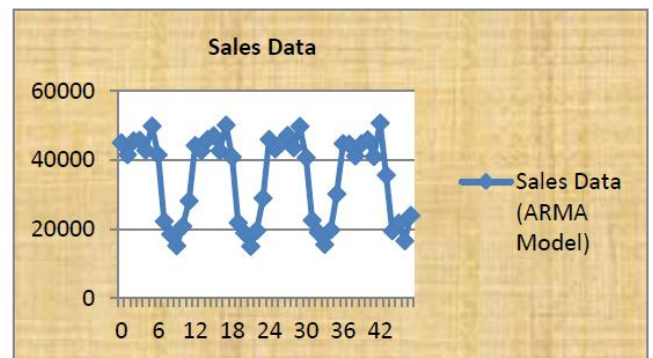 Sales Data
60000
40000
20000
0
0 6 12 18 24 30 36 42
Sales Data
(ARMA
Model)